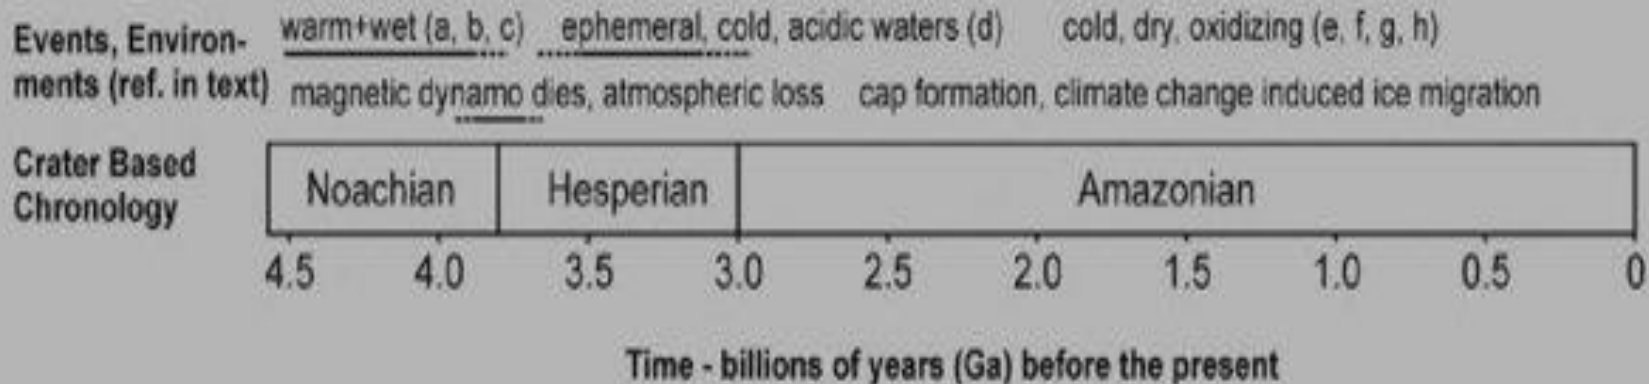 Events, Environ-
ments (ref. in text)
warm+wet (a, b, c) ephemeral, cold, acidic waters (d) cold, dry, oxidizing (e, f, g, h)
magnetic dynamo dies, atmospheric loss cap formation, climate change induced ice migration
Crater Based
Chronology
Noachian Hesperian Amazonian
4.5 4.0 3.5 3.0 2.5 2.0 1.5 1.0 0.5 0
Time - billions of years (Ga) before the present